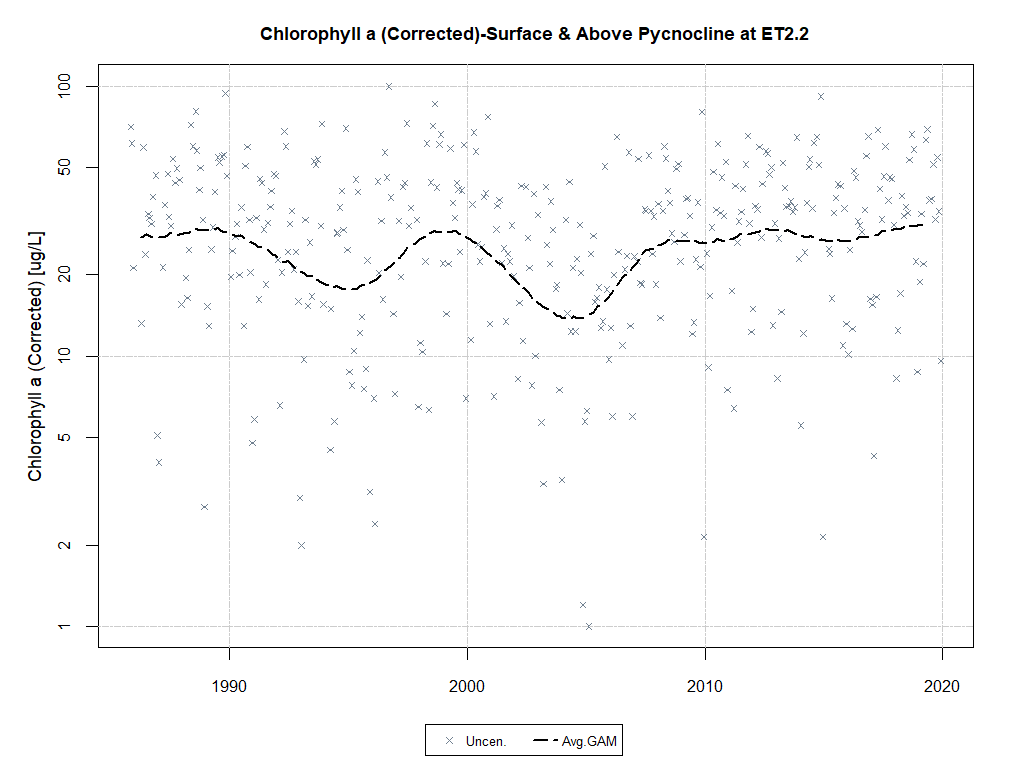 Chlorophyll a (Corrected)-Surface & Above Pycnocline at ET2.2
Chlorophyll a (Corrected) [ug/L]
100
50
20
10
5
2
1
1990 2000 2010 2020
Uncen. Avg.GAM